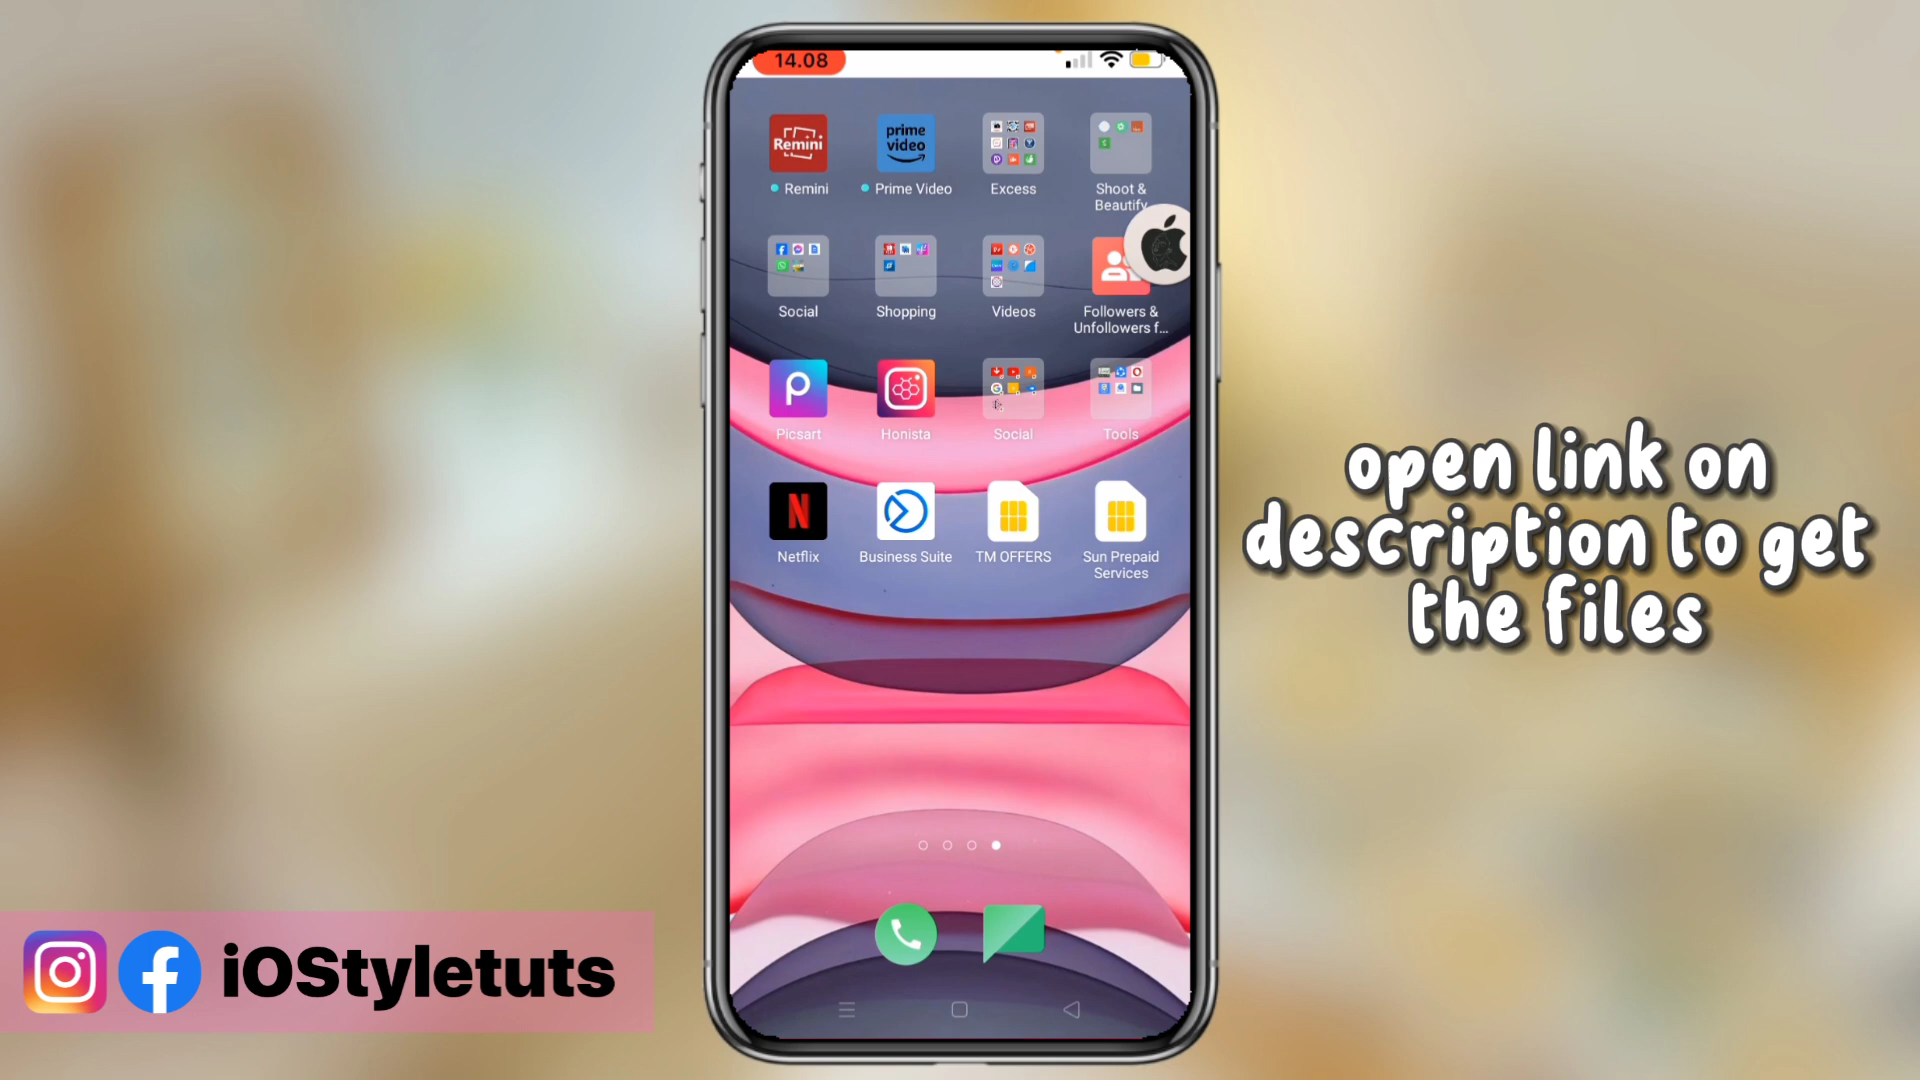 14.08
Remini
prime
video
Remini
Prime Video
Excess
Shoot &
Beautify
Social
Shopping
Videos
Followers &
Unfollowers f...
Picsart
Honista
Social
Tools
N
Netflix
Business Suite
TM OFFERS
Sun Prepaid
Services
open link on
description to get
the files
iOStyletuts